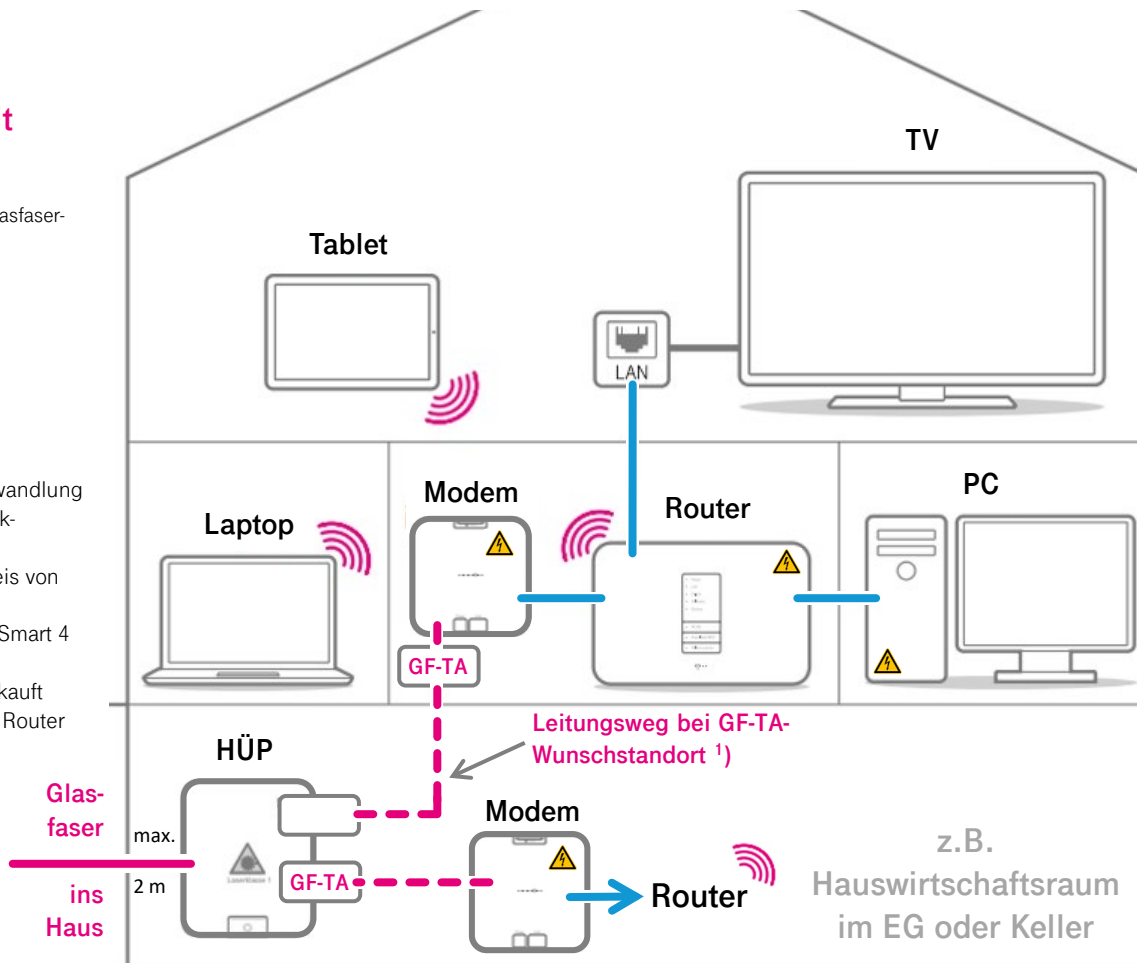 t
asfaser-
wandlung
k-
eis von
Smart 4
kauft
Router
TV
Tablet
LAN
Laptop
Modem
Router
PC
GF-TA
Leitungsweg bei GF-TA-
Wunschstandort ¹)
HÜP
Glas-
faser
ins
Haus
max.
2 m
Laserklasse 1
GF-TA
Modem
Router
z.B.
Hauswirtschaftsraum
im EG oder Keller